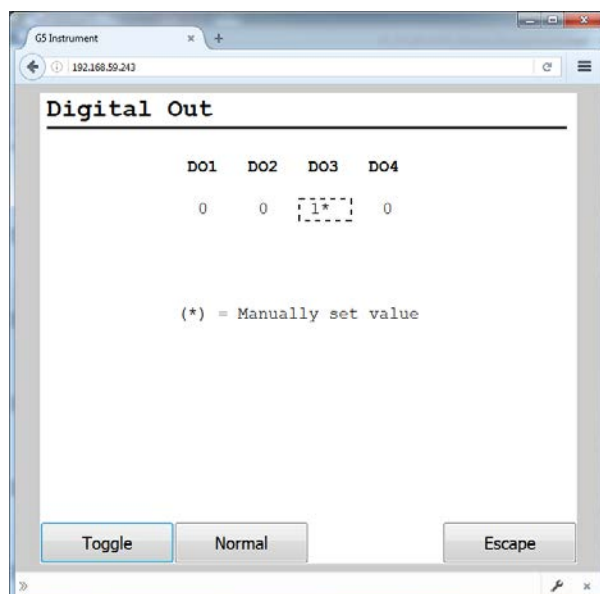 G5 Instrument
192.168.59.243
Digital Out
DO1 DO2 DO3 DO4
0 0 1* 0
(*) = Manually set value
Toggle Normal Escape